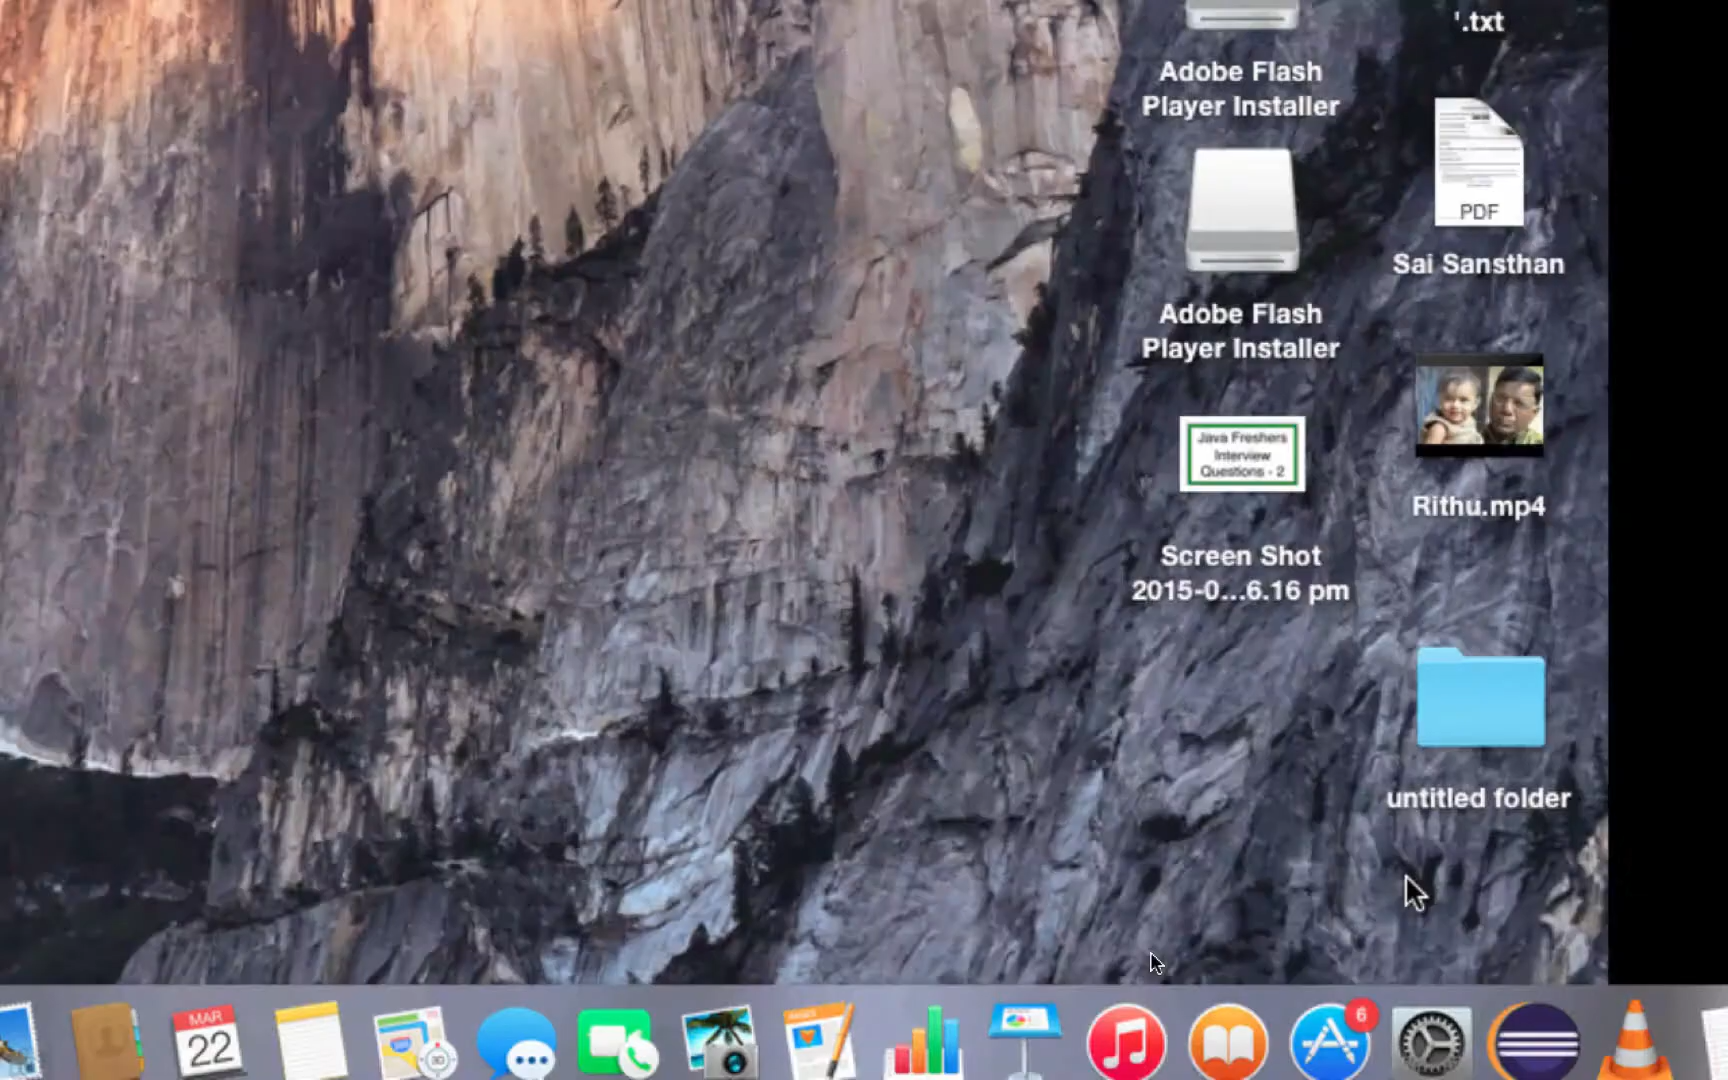 '.txt
Adobe Flash
Player Installer
PDF
Sai Sansthan
Adobe Flash
Player Installer
Java Freshers
Interview
Questions - 2
Rithu.mp4
Screen Shot
2015-0...6.16 pm
untitled folder
MAR
22
3D
6